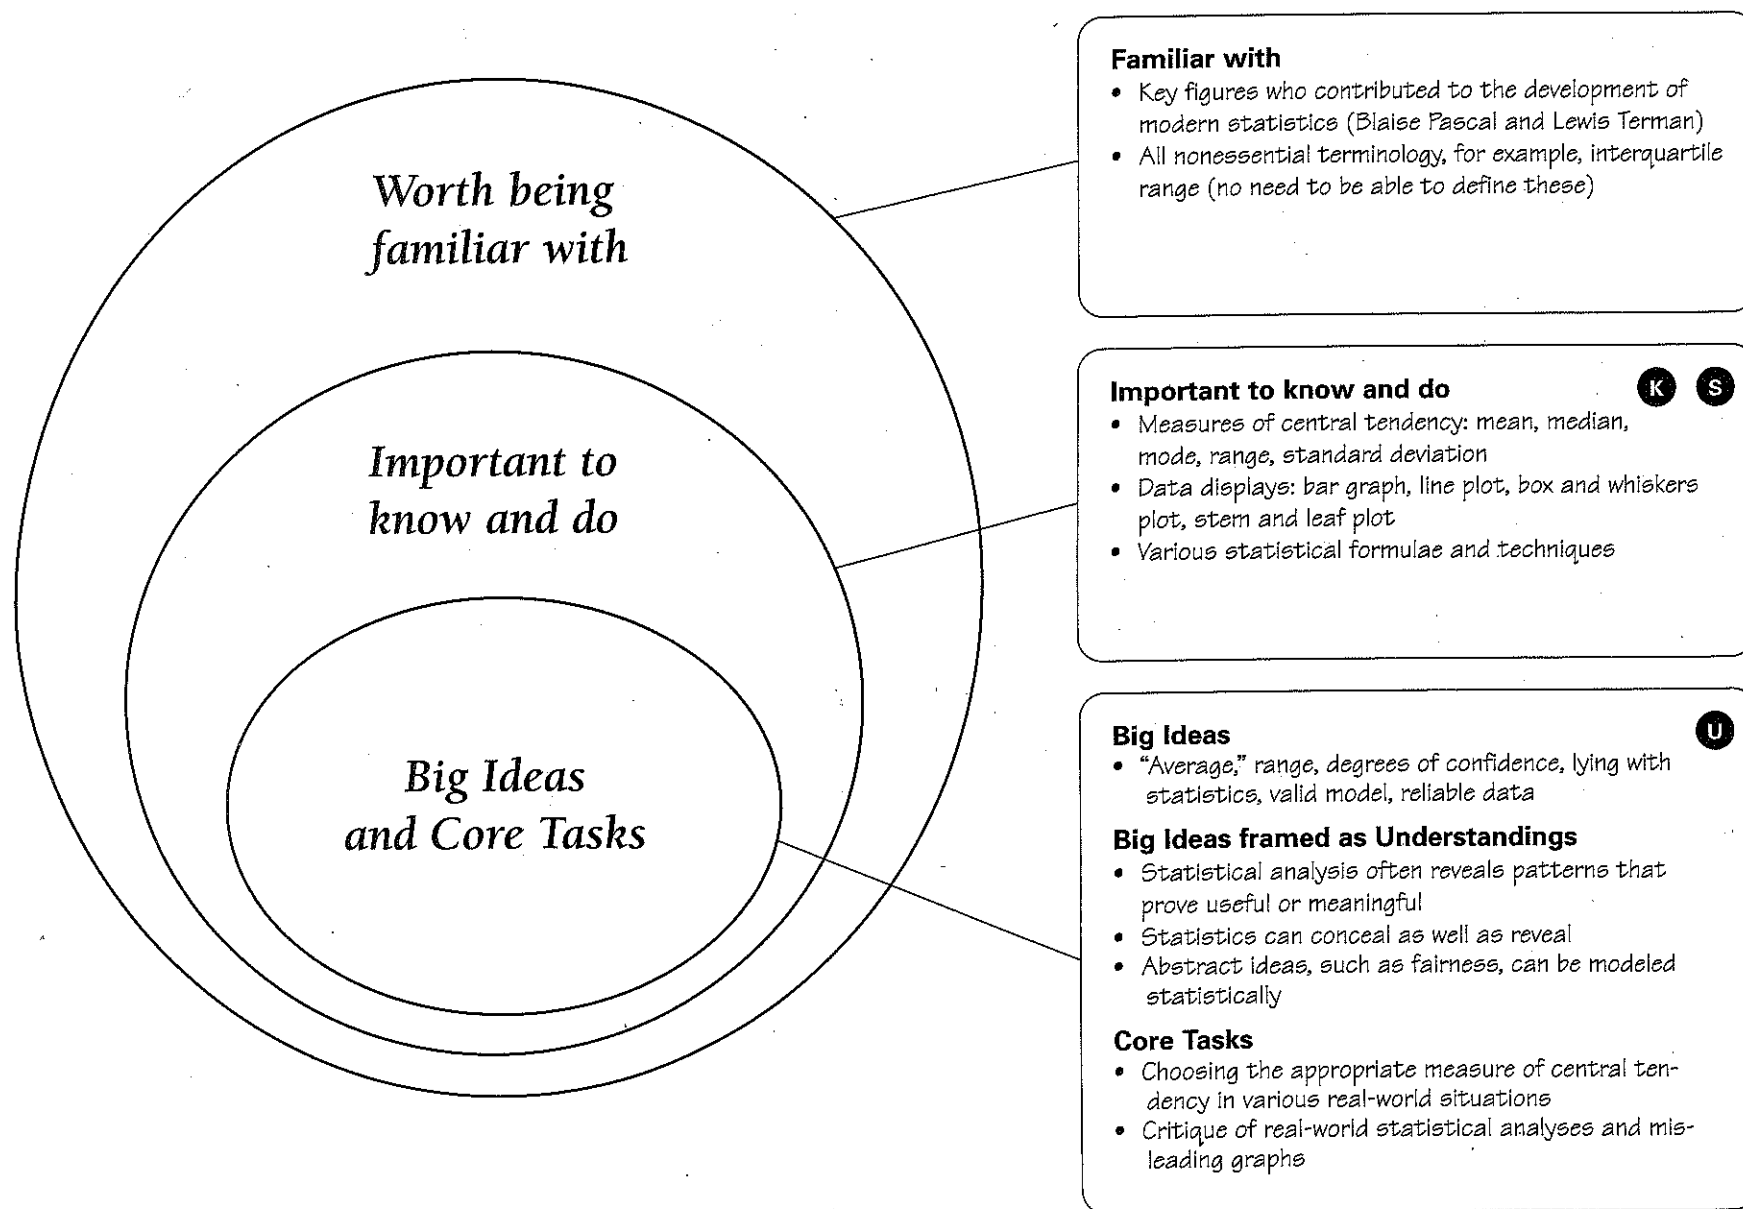 Worth being
familiar with
Important to
know and do
Big Ideas
and Core Tasks
Familiar with
• Key figures who contributed to the development of
modern statistics (Blaise Pascal and Lewis Terman)
• All nonessential terminology, for example, interquartile
range (no need to be able to define these)
Important to know and do K S
• Measures of central tendency: mean, median,
mode, range, standard deviation
• Data displays: bar graph, line plot, box and whiskers
plot, stem and leaf plot
• Various statistical formulae and techniques
Big Ideas U
• "Average," range, degrees of confidence, lying with
statistics, valid model, reliable data
Big Ideas framed as Understandings
• Statistical analysis often reveals patterns that
prove useful or meaningful
• Statistics can conceal as well as reveal
• Abstract ideas, such as fairness, can be modeled
statistically
Core Tasks
• Choosing the appropriate measure of central ten-
dency in various real-world situations
• Critique of real-world statistical analyses and mis-
leading graphs